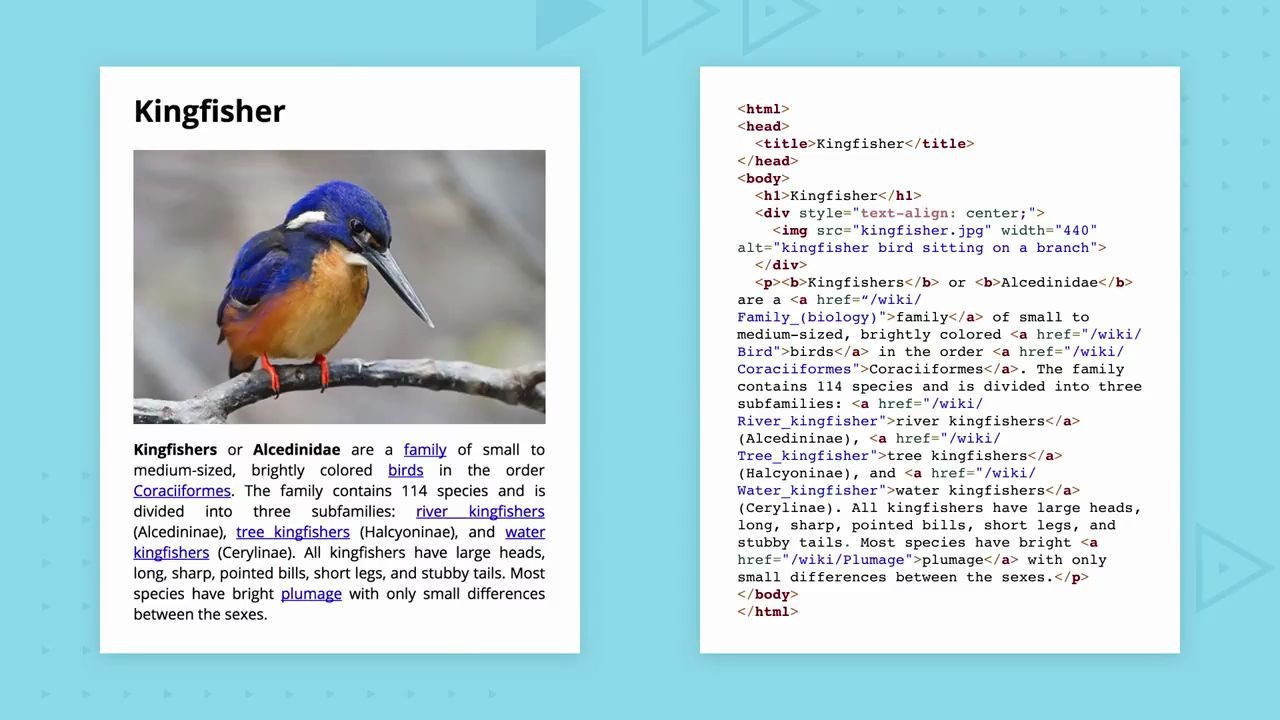 Kingfisher
Kingfishers or Alcedinidae are a family of small to
medium-sized, brightly colored birds in the order
Coraciiformes. The family contains 114 species and is
divided into three subfamilies: river kingfishers
(Alcedininae), tree kingfishers (Halcyoninae), and water
kingfishers (Cerylinae). All kingfishers have large heads,
long, sharp, pointed bills, short legs, and stubby tails. Most
species have bright plumage with only small differences
between the sexes.
<html>
<head>
<title>Kingfisher</title>
</head>
<body>
<h1>Kingfisher</h1>
<div style="text-align: center;">
<img src="kingfisher.jpg" width="440"
alt="kingfisher bird sitting on a branch">
</div>
<p><b>Kingfishers</b> or <b>Alcedinidae</b>
are a <a href=“/wiki/
Family_(biology)">family</a> of small to
medium-sized, brightly colored <a href="/wiki/
Bird">birds</a> in the order <a href="/wiki/
Coraciiformes">Coraciiformes</a>. The family
contains 114 species and is divided into three
subfamilies: <a href="/wiki/
River_kingfisher">river kingfishers</a>
(Alcedininae), <a href="/wiki/
Tree_kingfisher">tree kingfishers</a>
(Halcyoninae), and <a href="/wiki/
Water_kingfisher">water kingfishers</a>
(Cerylinae). All kingfishers have large heads,
long, sharp, pointed bills, short legs, and
stubby tails. Most species have bright <a
href="/wiki/Plumage">plumage</a> with only
small differences between the sexes.</p>
</body>
</html>